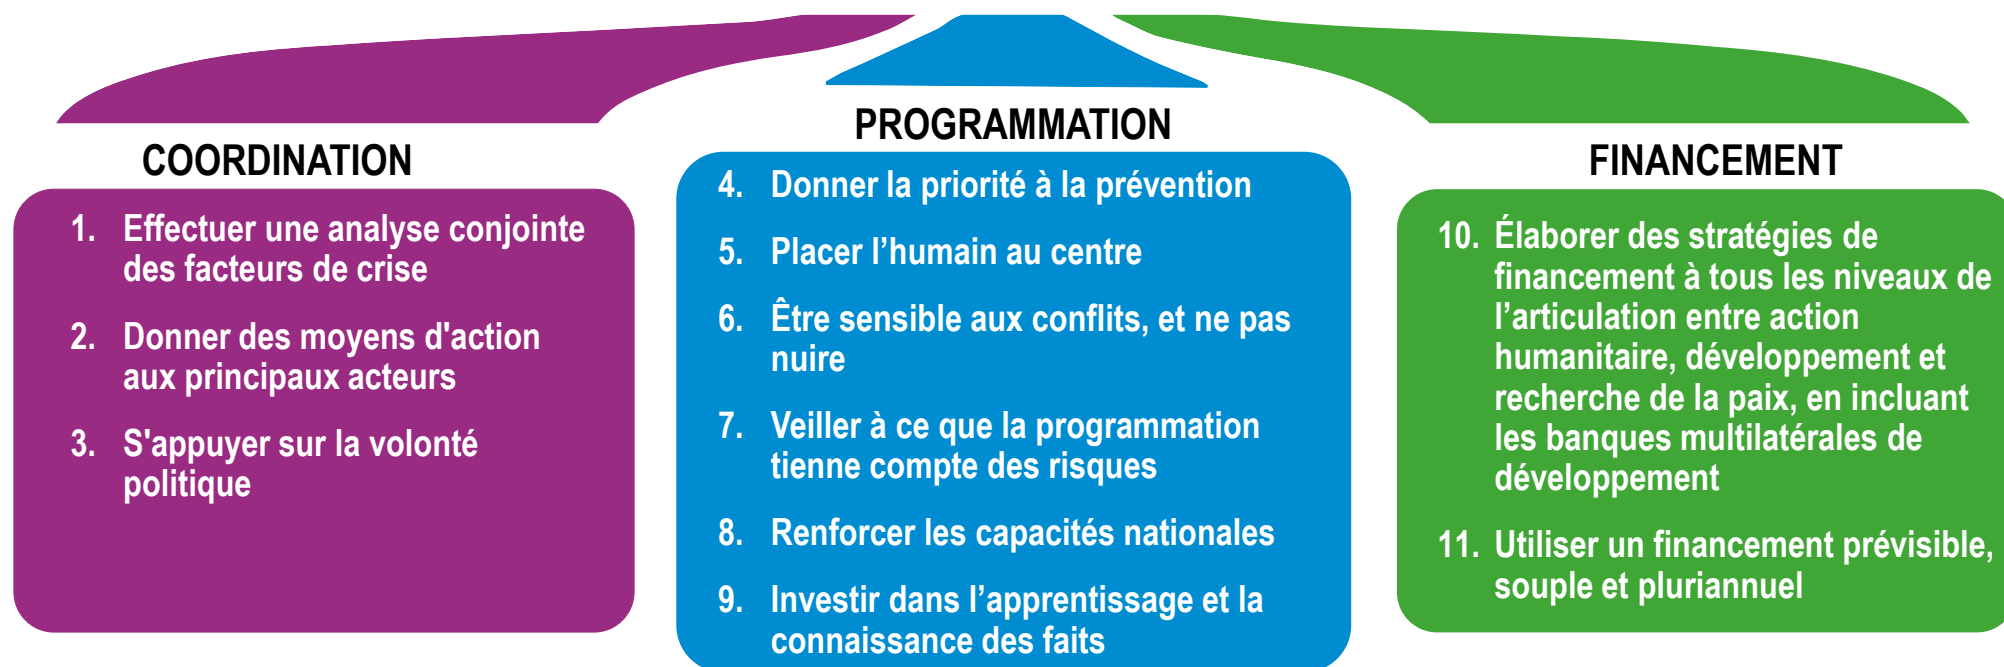 COORDINATION
1. Effectuer une analyse conjointe
des facteurs de crise
2. Donner des moyens d'action
aux principaux acteurs
3. S'appuyer sur la volonté
politique
PROGRAMMATION
4. Donner la priorité à la prévention
5. Placer l’humain au centre
6. Être sensible aux conflits, et ne pas
nuire
7. Veiller à ce que la programmation
tienne compte des risques
8. Renforcer les capacités nationales
9. Investir dans l’apprentissage et la
connaissance des faits
FINANCEMENT
10. Élaborer des stratégies de
financement à tous les niveaux de
l’articulation entre action
humanitaire, développement et
recherche de la paix, en incluant
les banques multilatérales de
développement
11. Utiliser un financement prévisible,
souple et pluriannuel